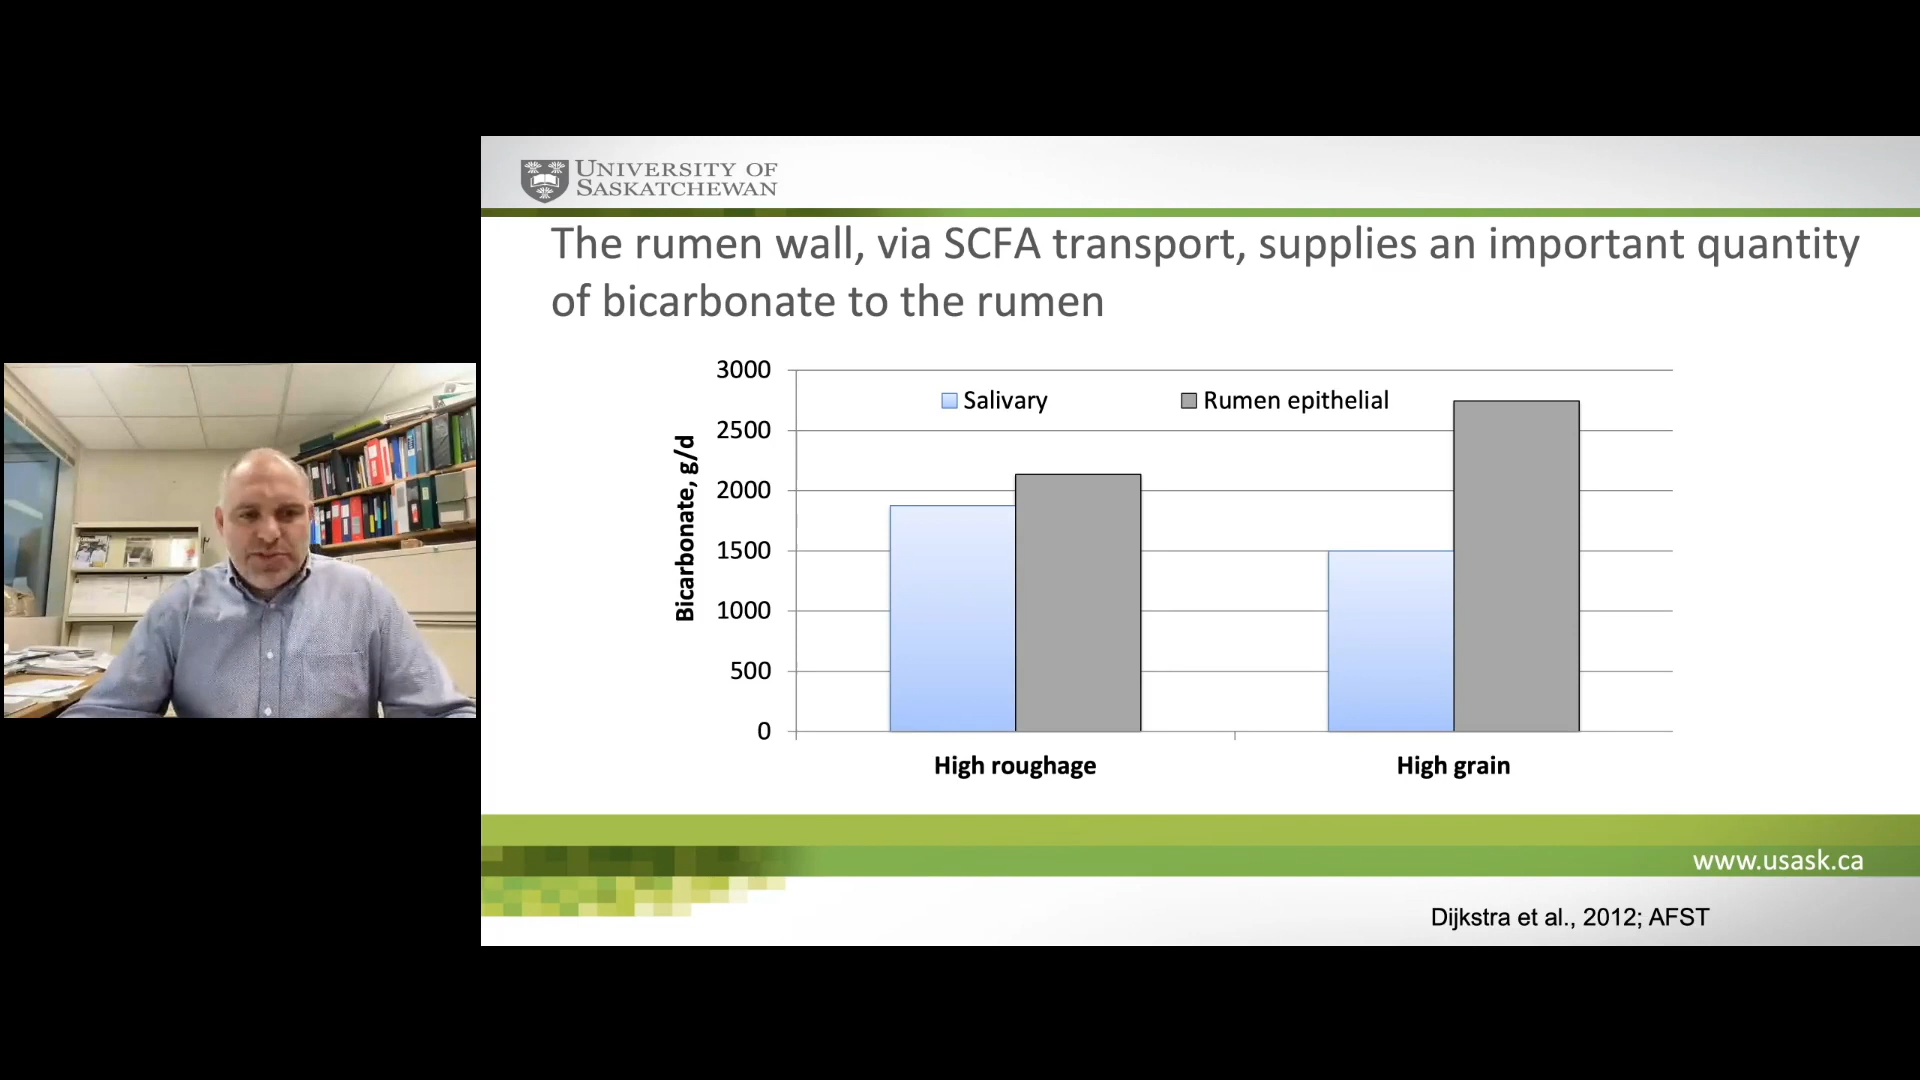 UNIVERSITY OF
SASKATCHEWAN
The rumen wall, via SCFA transport, supplies an important quantity
of bicarbonate to the rumen
Bicarbonate, g/d
3000
2500
2000
1500
1000
500
0
Salivary
Rumen epithelial
High roughage
High grain
www.usask.ca
Dijkstra et al., 2012; AFST